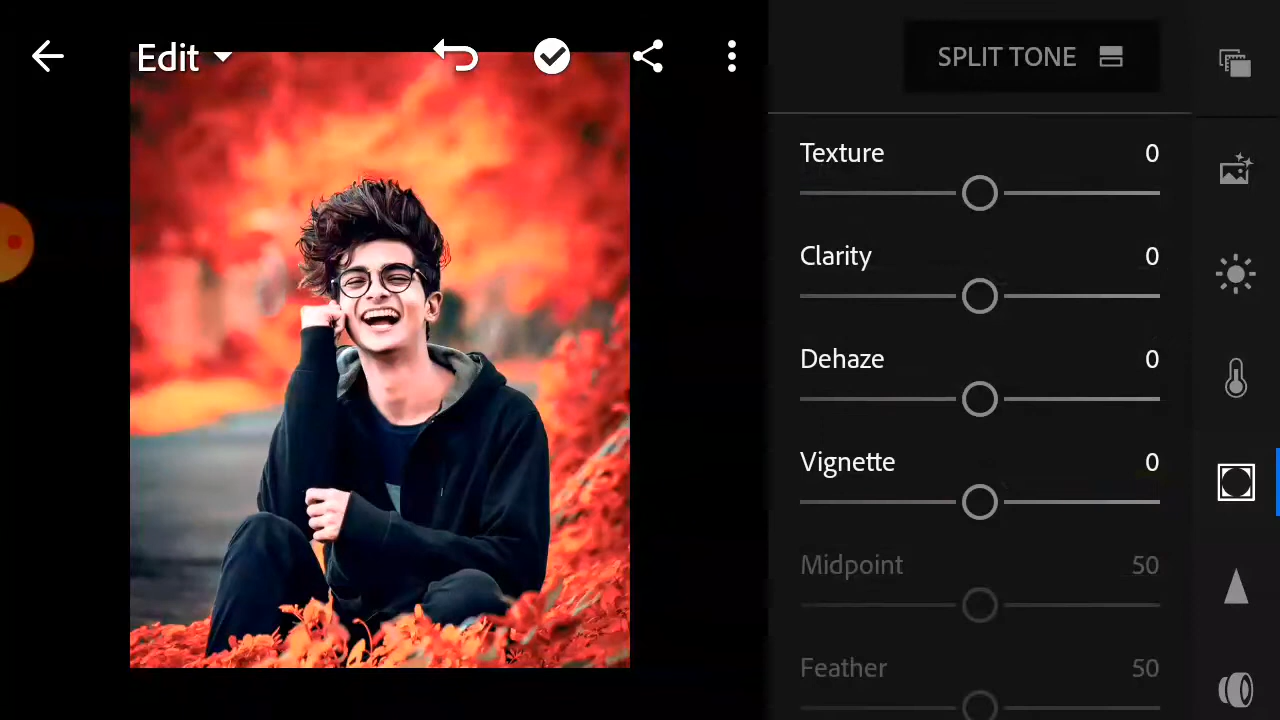 Edit
SPLIT TONE
Texture 0
Clarity 0
Dehaze 0
Vignette 0
Midpoint 50
Feather 50